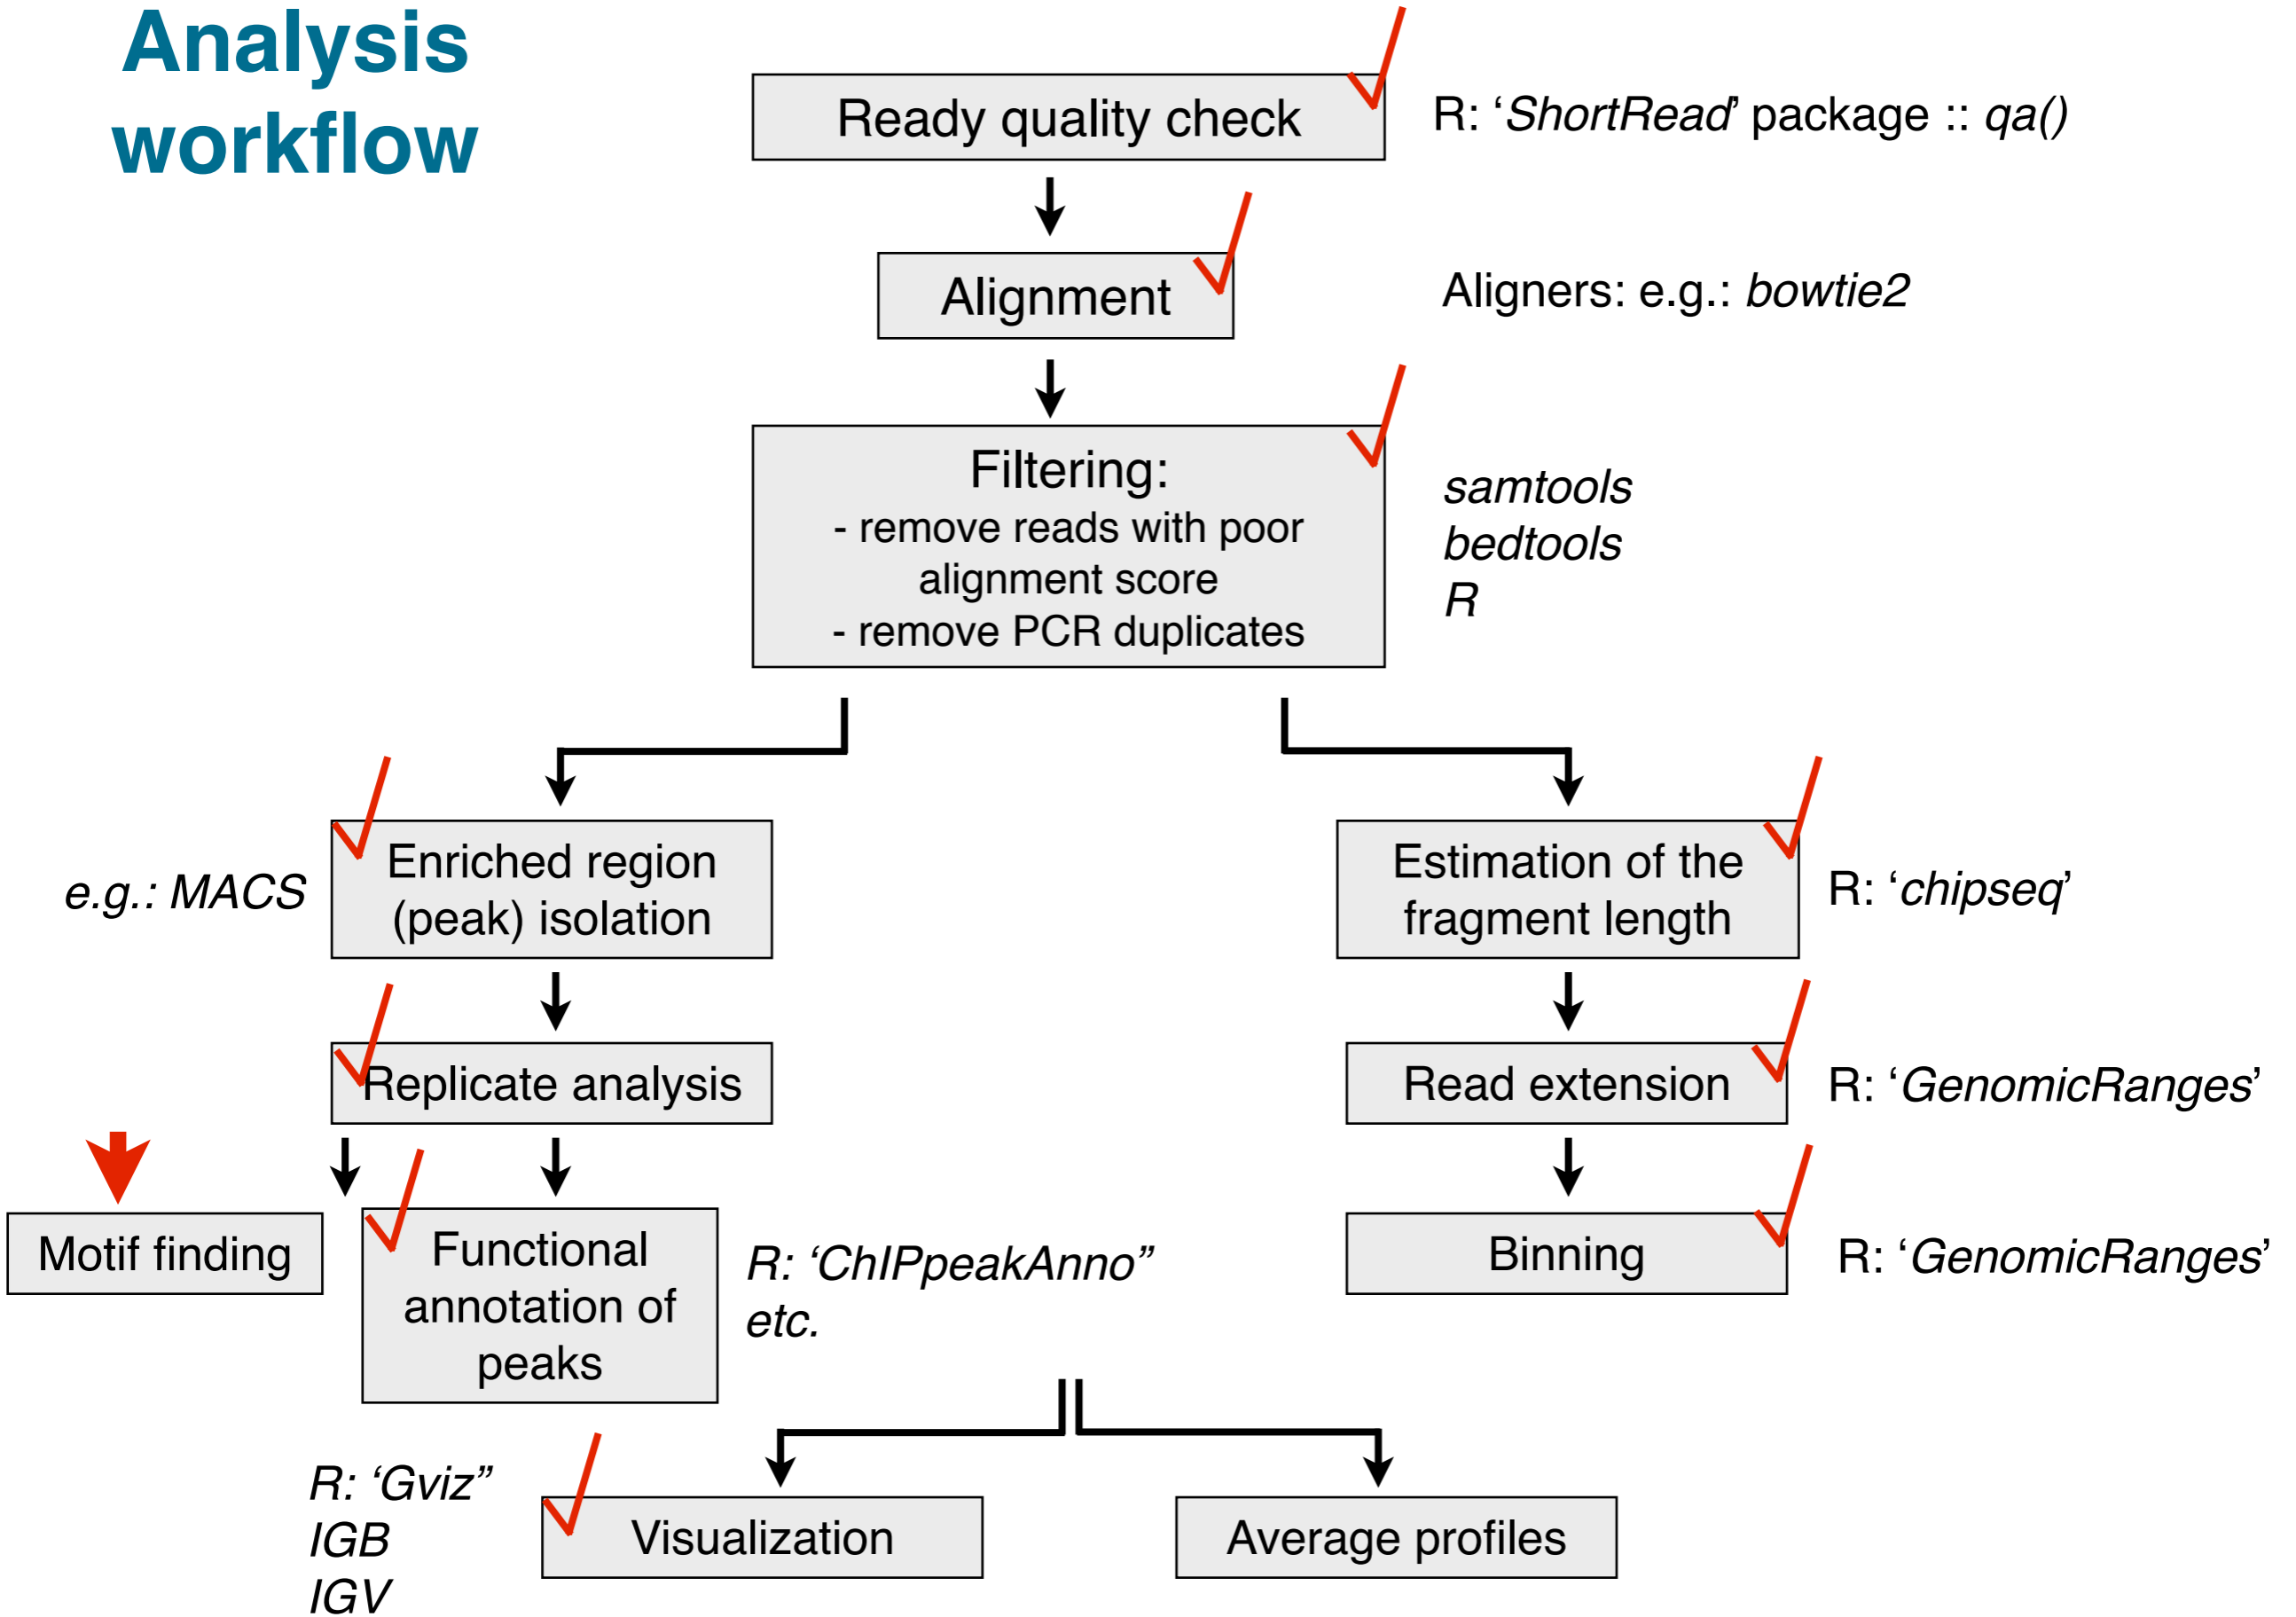 Analysis
workflow
Ready quality check
R: ‘ShortRead’ package :: qa()
Alignment
Aligners: e.g.: bowtie2
Filtering:
- remove reads with poor
alignment score
- remove PCR duplicates
samtools
bedtools
R
e.g.: MACS
Enriched region
(peak) isolation
Estimation of the
fragment length
R: ‘chipseq’
Replicate analysis
Read extension
R: ‘GenomicRanges’
Motif finding
Functional
annotation of
peaks
R: ‘ChIPpeakAnno”
etc.
Binning
R: ‘GenomicRanges’
R: ‘Gviz”
IGB
IGV
Visualization
Average profiles